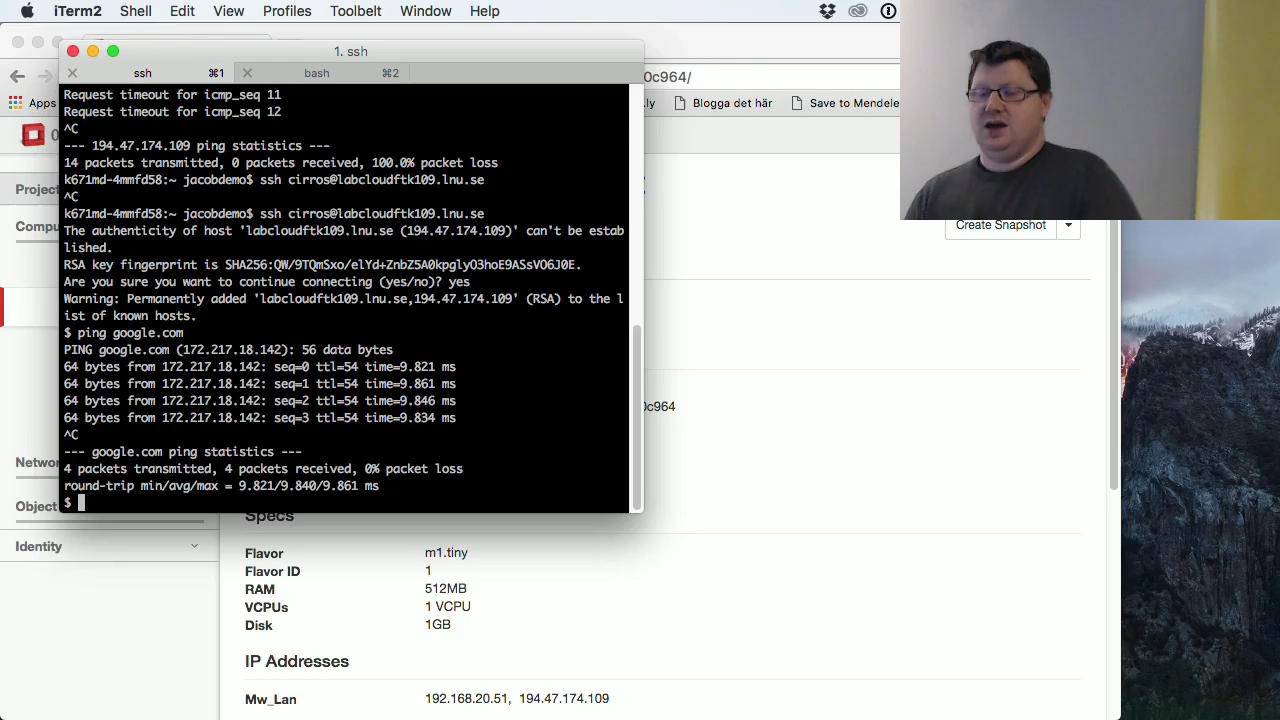 iTerm2 Shell Edit View Profiles Toolbelt Window Help
1. ssh
ssh ⌘1 bash ⌘2
0c964/
Apps
.ly Blogga det här Save to Mendele
Request timeout for icmp_seq 11
Request timeout for icmp_seq 12
^C
--- 194.47.174.109 ping statistics ---
14 packets transmitted, 0 packets received, 100.0% packet loss
k671md-4mmfd58:~ jacobdemo$ ssh cirros@labcloudftk109.lnu.se
^C
k671md-4mmfd58:~ jacobdemo$ ssh cirros@labcloudftk109.lnu.se
The authenticity of host 'labcloudftk109.lnu.se (194.47.174.109)' can't be estab
lished.
RSA key fingerprint is SHA256:QW/9TQmSxo/elYd+ZnbZ5A0kpglyO3hoE9ASsVO6J0E.
Are you sure you want to continue connecting (yes/no)? yes
Warning: Permanently added 'labcloudftk109.lnu.se,194.47.174.109' (RSA) to the l
ist of known hosts.
$ ping google.com
PING google.com (172.217.18.142): 56 data bytes
64 bytes from 172.217.18.142: seq=0 ttl=54 time=9.821 ms
64 bytes from 172.217.18.142: seq=1 ttl=54 time=9.861 ms
64 bytes from 172.217.18.142: seq=2 ttl=54 time=9.846 ms
64 bytes from 172.217.18.142: seq=3 ttl=54 time=9.834 ms
^C
--- google.com ping statistics ---
4 packets transmitted, 4 packets received, 0% packet loss
round-trip min/avg/max = 9.821/9.840/9.861 ms
$
Project
Compu
Netwo
Object
Identity
Create Snapshot
0c964
Specs
Flavor m1.tiny
Flavor ID 1
RAM 512MB
VCPUs 1 VCPU
Disk 1GB
IP Addresses
Mw_Lan 192.168.20.51, 194.47.174.109